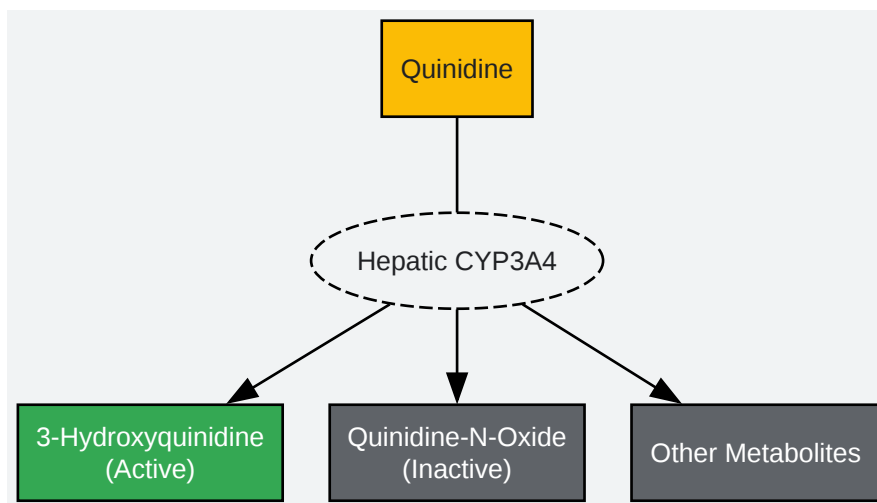 Quinidine
Hepatic CYP3A4
3-Hydroxyquinidine
(Active)
Quinidine-N-Oxide
(Inactive)
Other Metabolites